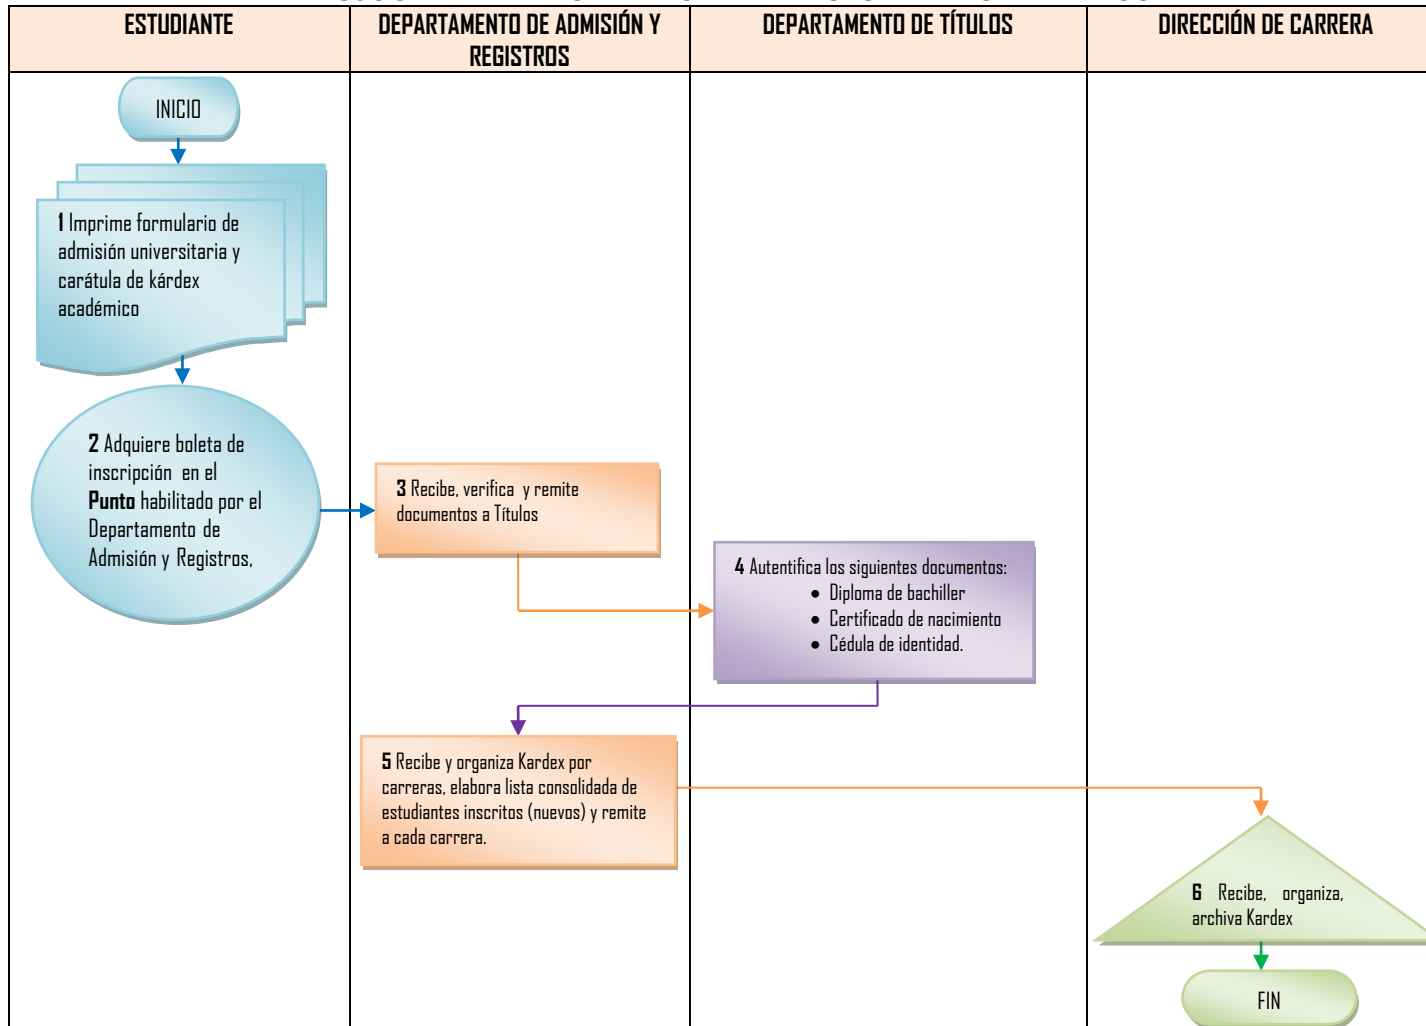 ESTUDIANTE
DEPARTAMENTO DE ADMISIÓN Y
REGISTROS
DEPARTAMENTO DE TÍTULOS
DIRECCIÓN DE CARRERA
INICIO
1 Imprime formulario de
admisión universitaria y
carátula de kárdex
académico
2 Adquiere boleta de
inscripción en el
Punto habilitado por el
Departamento de
Admisión y Registros,
3 Recibe, verifica y remite
documentos a Títulos
4 Autentifica los siguientes documentos:
• Diploma de bachiller
• Certificado de nacimiento
• Cédula de identidad.
5 Recibe y organiza Kardex por
carreras, elabora lista consolidada de
estudiantes inscritos (nuevos) y remite
a cada carrera.
6 Recibe, organiza,
archiva Kardex
FIN